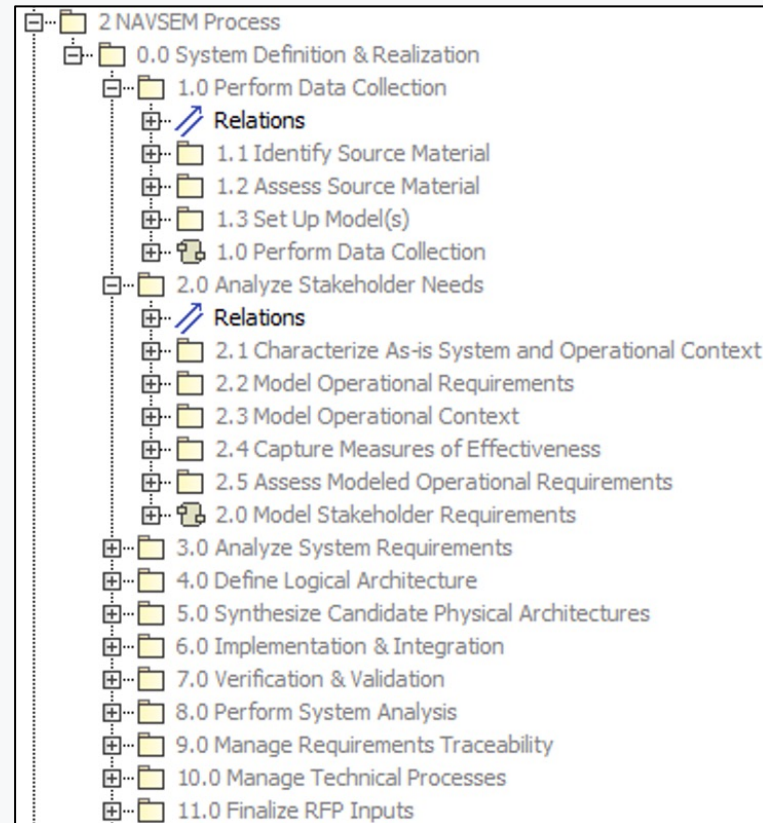 2 NAVSEM Process
0.0 System Definition & Realization
1.0 Perform Data Collection
Relations
1.1 Identify Source Material
1.2 Assess Source Material
1.3 Set Up Model(s)
1.0 Perform Data Collection
2.0 Analyze Stakeholder Needs
Relations
2.1 Characterize As-is System and Operational Context
2.2 Model Operational Requirements
2.3 Model Operational Context
2.4 Capture Measures of Effectiveness
2.5 Assess Modeled Operational Requirements
2.0 Model Stakeholder Requirements
3.0 Analyze System Requirements
4.0 Define Logical Architecture
5.0 Synthesize Candidate Physical Architectures
6.0 Implementation & Integration
7.0 Verification & Validation
8.0 Perform System Analysis
9.0 Manage Requirements Traceability
10.0 Manage Technical Processes
11.0 Finalize RFP Inputs